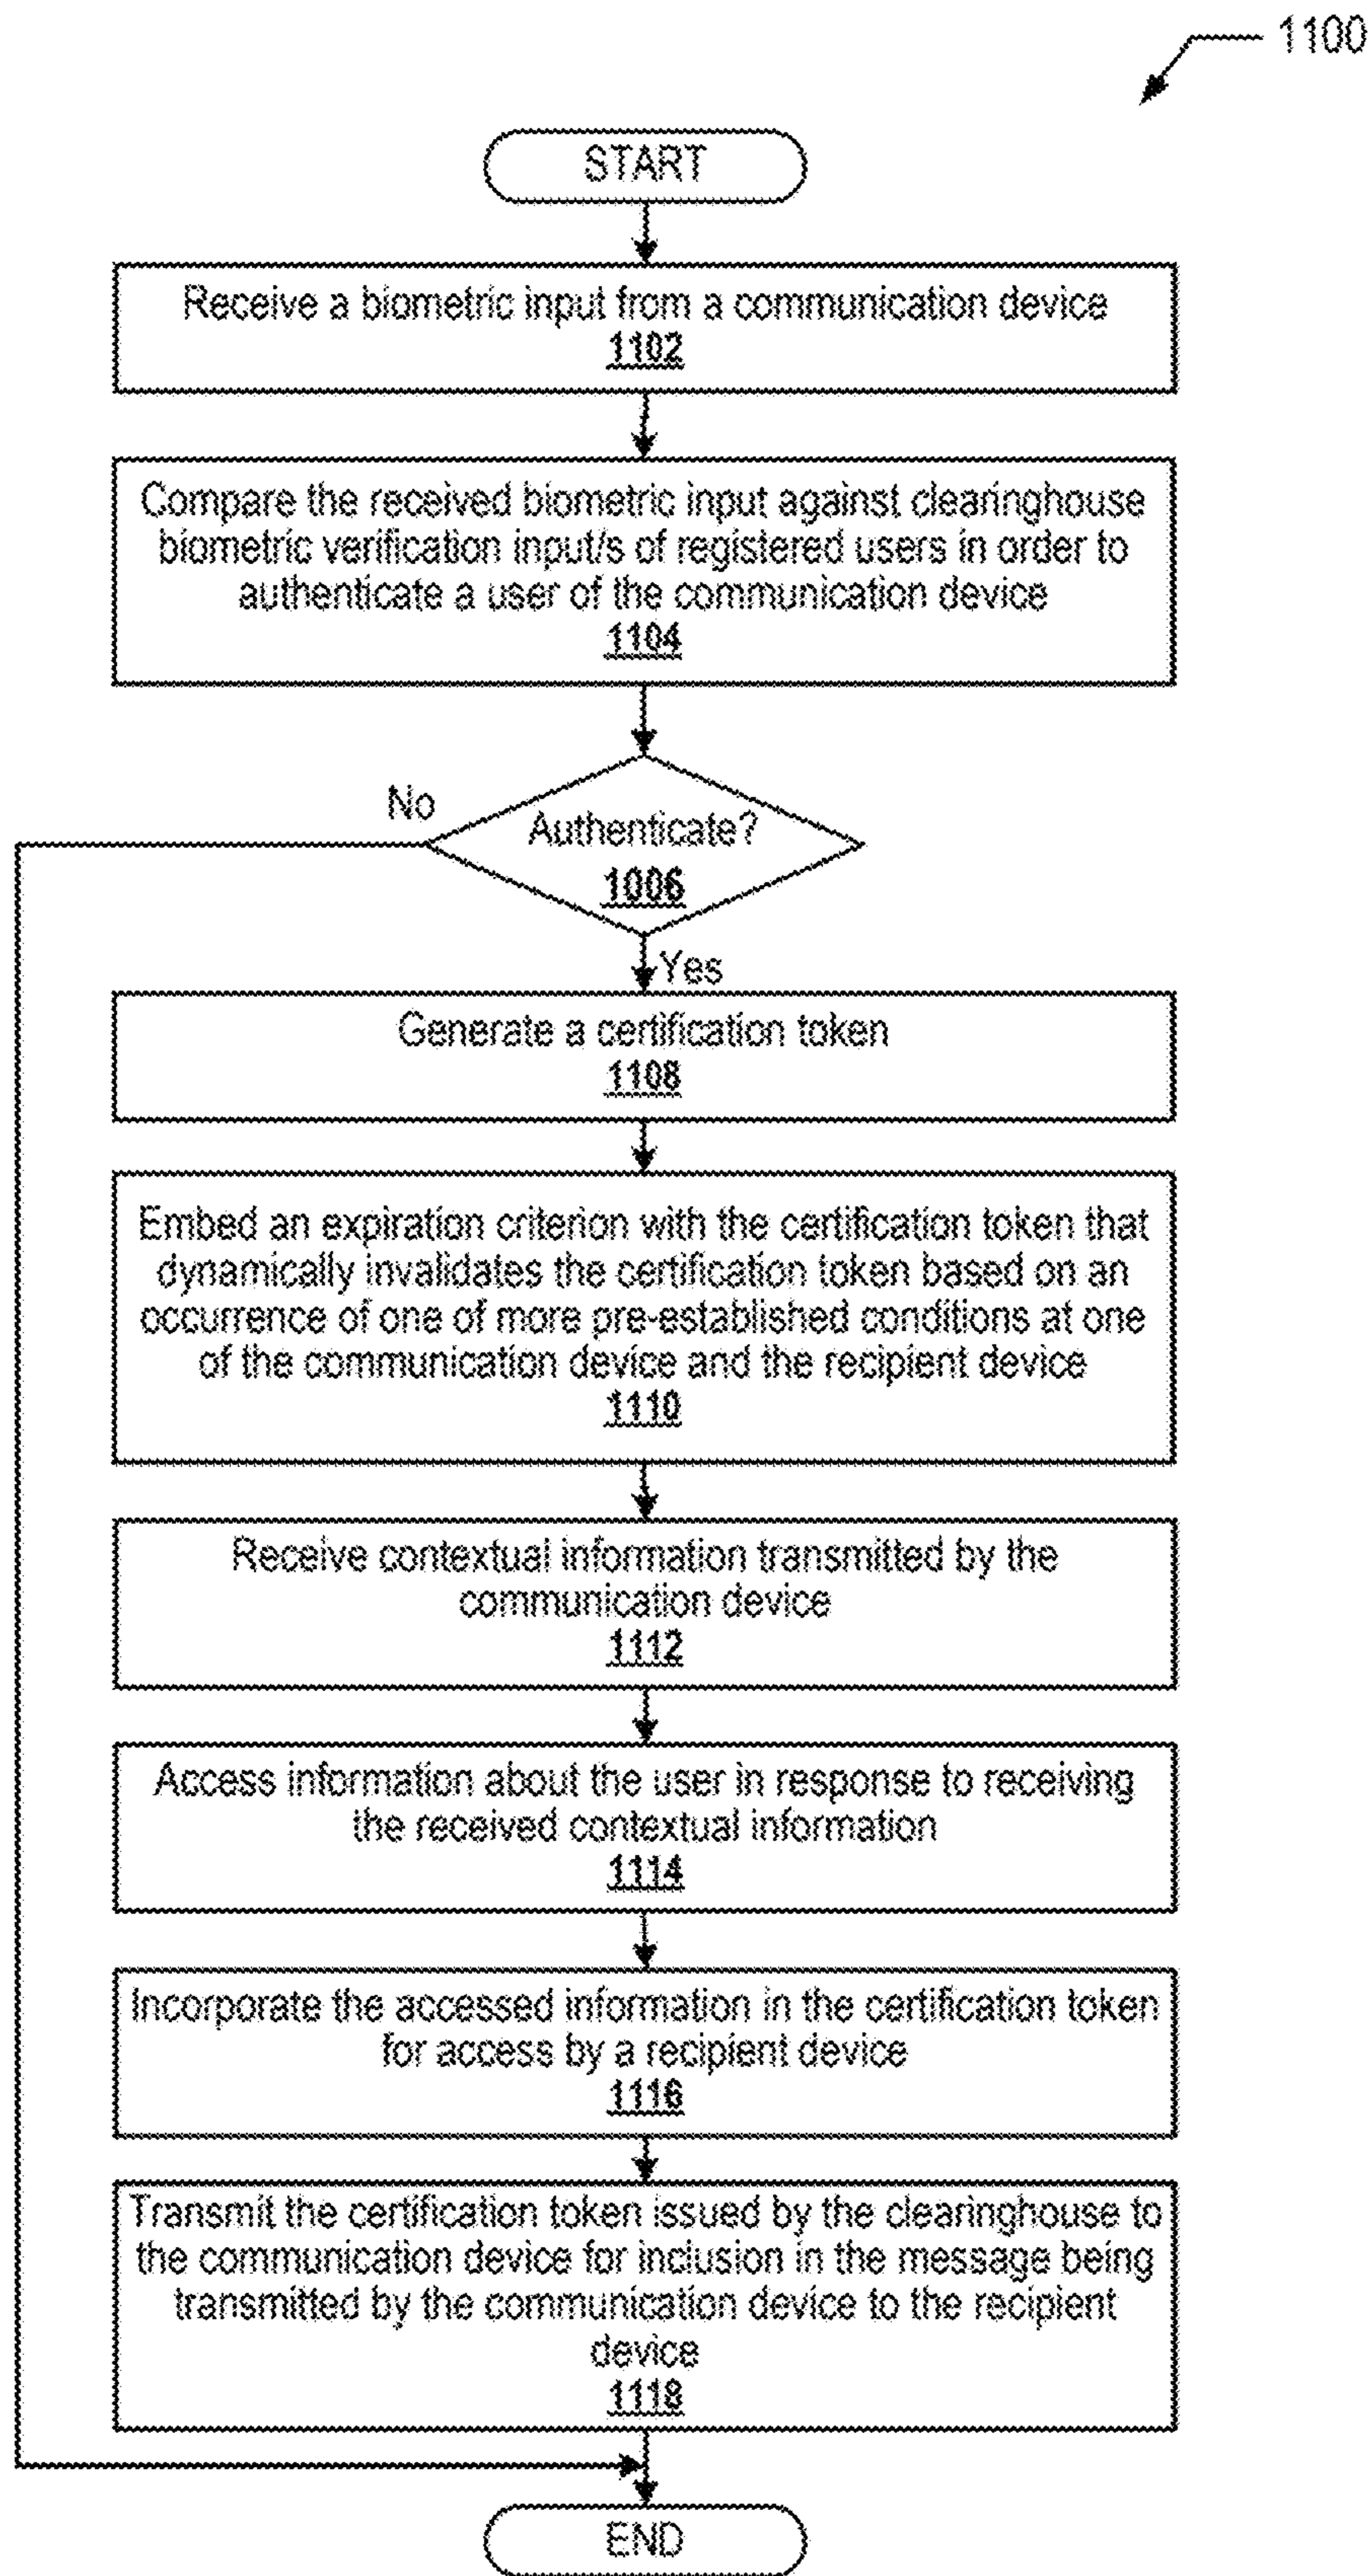 1100
START
Receive a biometric input from a communication device
1102
Compare the received biometric input against clearinghouse
biometric verification input/s of registered users in order to
authenticate a user of the communication device
1104
No
Authenticate?
1006
Yes
Generate a certification token
1108
Embed an expiration criterion with the certification token that
dynamically invalidates the certification token based on an
occurrence of one of more pre-established conditions at one
of the communication device and the recipient device
1110
Receive contextual information transmitted by the
communication device
1112
Access information about the user in response to receiving
the received contextual information
1114
Incorporate the accessed information in the certification token
for access by a recipient device
1116
Transmit the certification token issued by the clearinghouse to
the communication device for inclusion in the message being
transmitted by the communication device to the recipient
device
1118
END